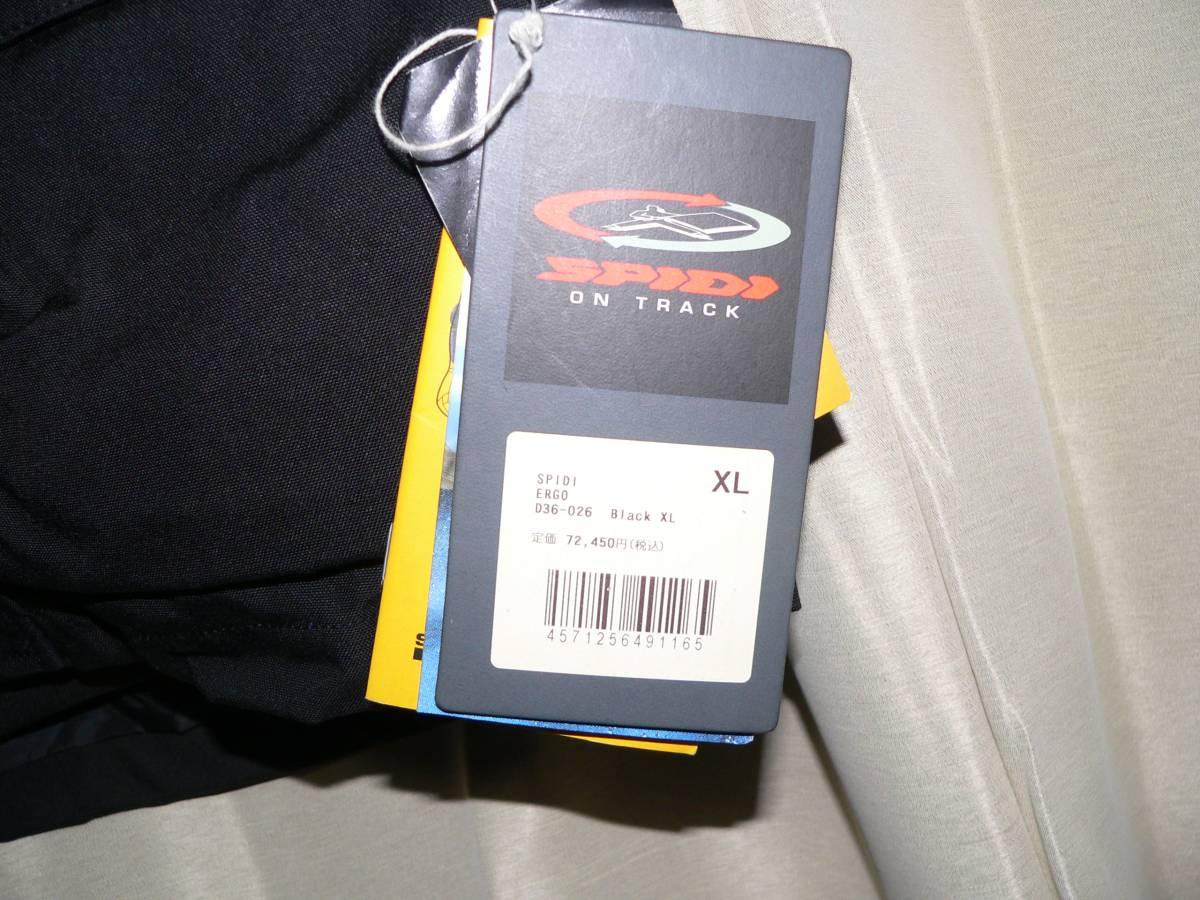 SPIDI
ON TRACK
XL
SPIDI
ERGO
D36-026 Black XL
定価 72,450円(税込)
4571256491165